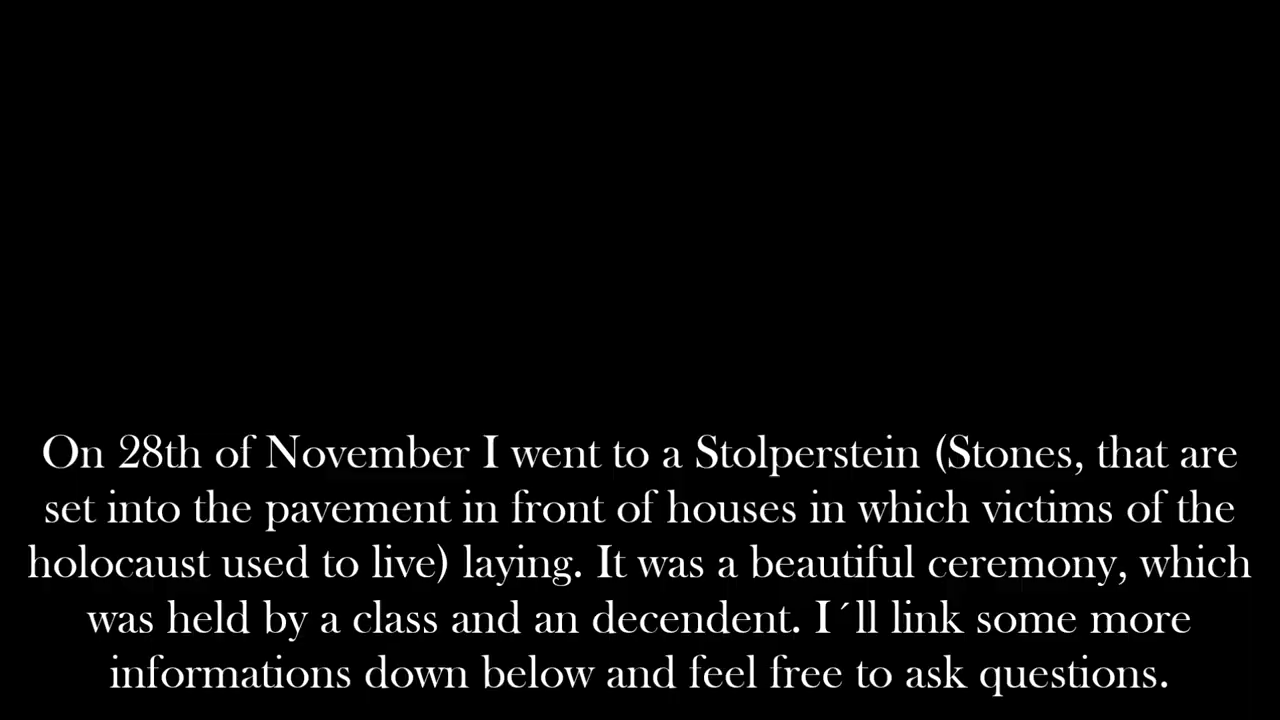 On 28th of November I went to a Stolperstein (Stones, that are
set into the pavement in front of houses in which victims of the
holocaust used to live) laying. It was a beautiful ceremony, which
was held by a class and an decendent. I´ll link some more
informations down below and feel free to ask questions.